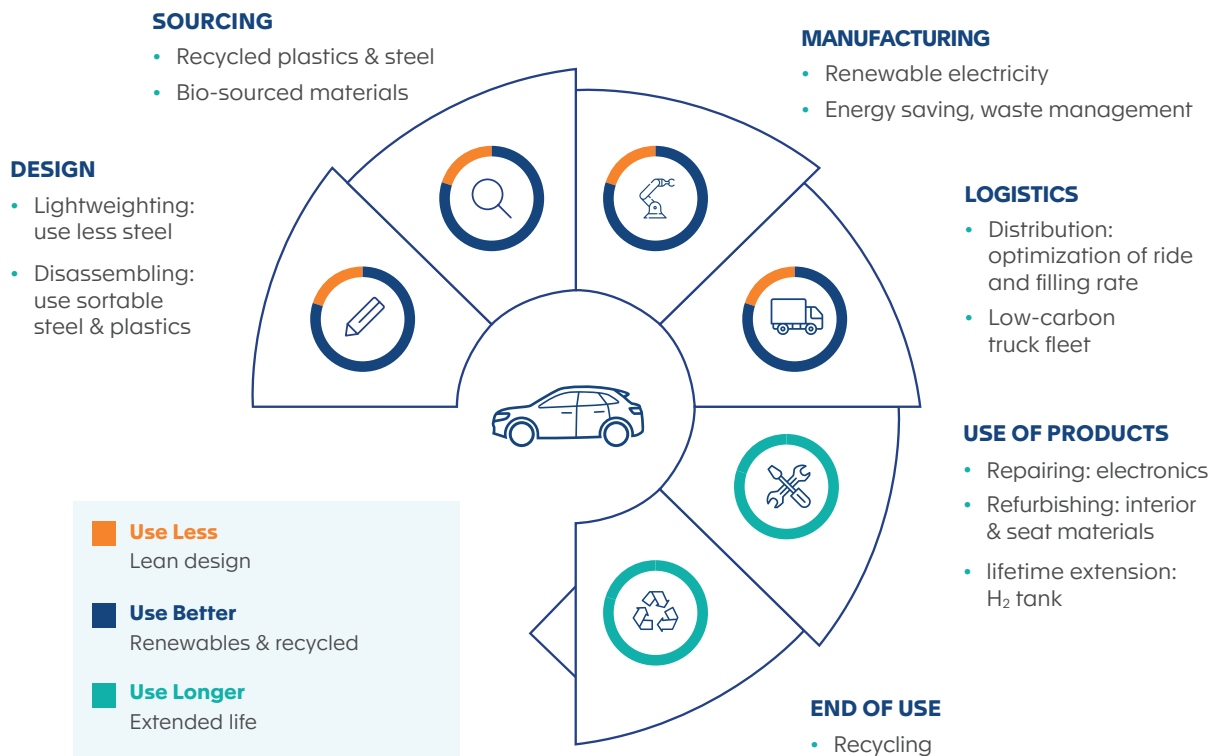 SOURCING
• Recycled plastics & steel
• Bio-sourced materials
MANUFACTURING
• Renewable electricity
• Energy saving, waste management
DESIGN
• Lightweighting:
use less steel
• Disassembling:
use sortable
steel & plastics
LOGISTICS
• Distribution:
optimization of ride
and filling rate
• Low-carbon
truck fleet
USE OF PRODUCTS
• Repairing: electronics
• Refurbishing: interior
& seat materials
• lifetime extension:
H₂ tank
Use Less
Lean design
Use Better
Renewables & recycled
Use Longer
Extended life
END OF USE
• Recycling